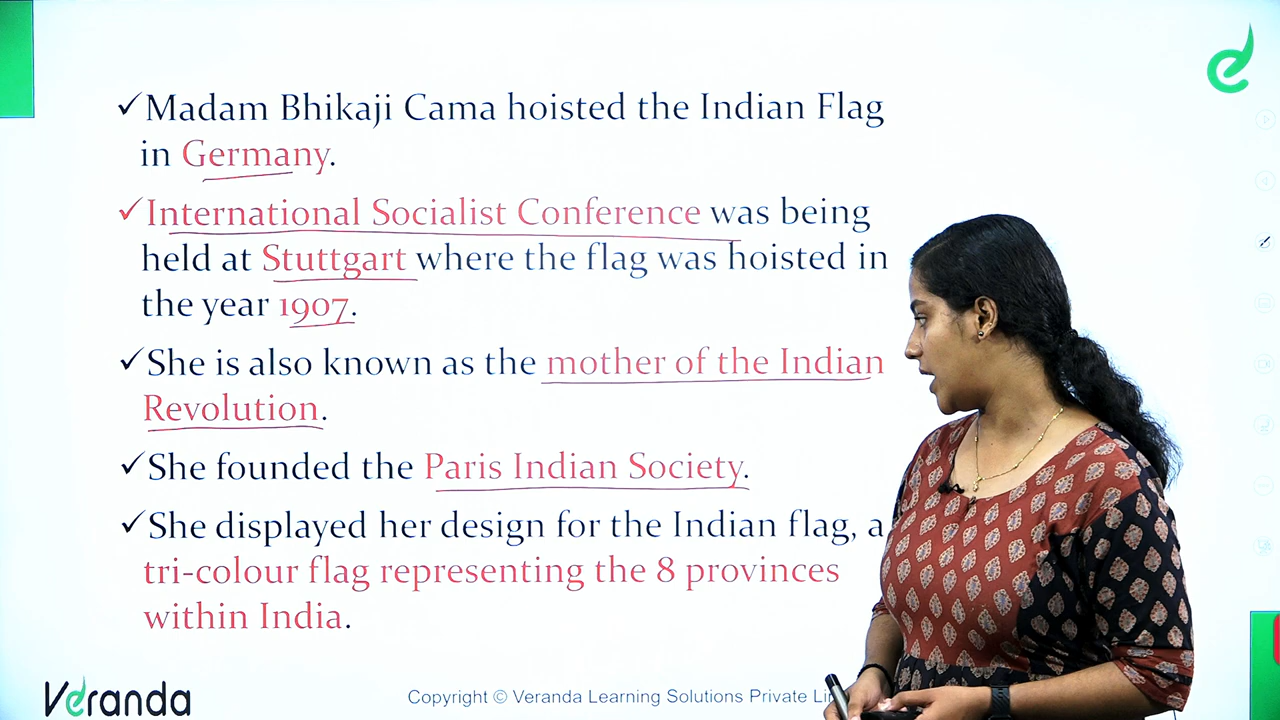 ✓Madam Bhikaji Cama hoisted the Indian Flag
in Germany.
✓International Socialist Conference was being
held at Stuttgart where the flag was hoisted in
the year 1907.
✓She is also known as the mother of the Indian
Revolution.
✓She founded the Paris Indian Society.
✓She displayed her design for the Indian flag, a
tri-colour flag representing the 8 provinces
within India.
Veranda
Copyright © Veranda Learning Solutions Private